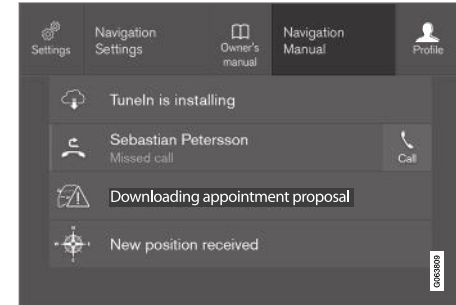 Settings
Navigation
Settings
Owner's
manual
Navigation
Manual
Profile
TuneIn is installing
Sebastian Petersson
Missed call
Call
Downloading appointment proposal
New position received
G063809